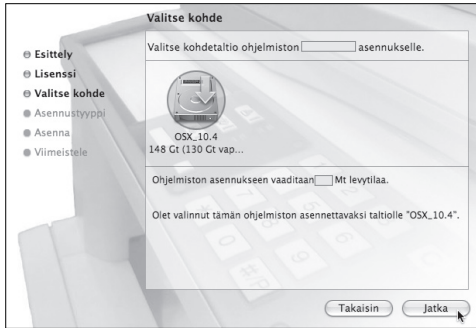 Valitse kohde
Esittely
Lisenssi
Valitse kohde
Asennustyyppi
Asenna
Viimeistele
Valitse kohdetaltio ohjelmiston asennukselle.
OSX_10.4
148 Gt (130 Gt vap...
Ohjelmiston asennukseen vaaditaan Mt levytilaa.
Olet valinnut tämän ohjelmiston asennettavaksi taltiolle "OSX_10.4".
Takaisin
Jatka